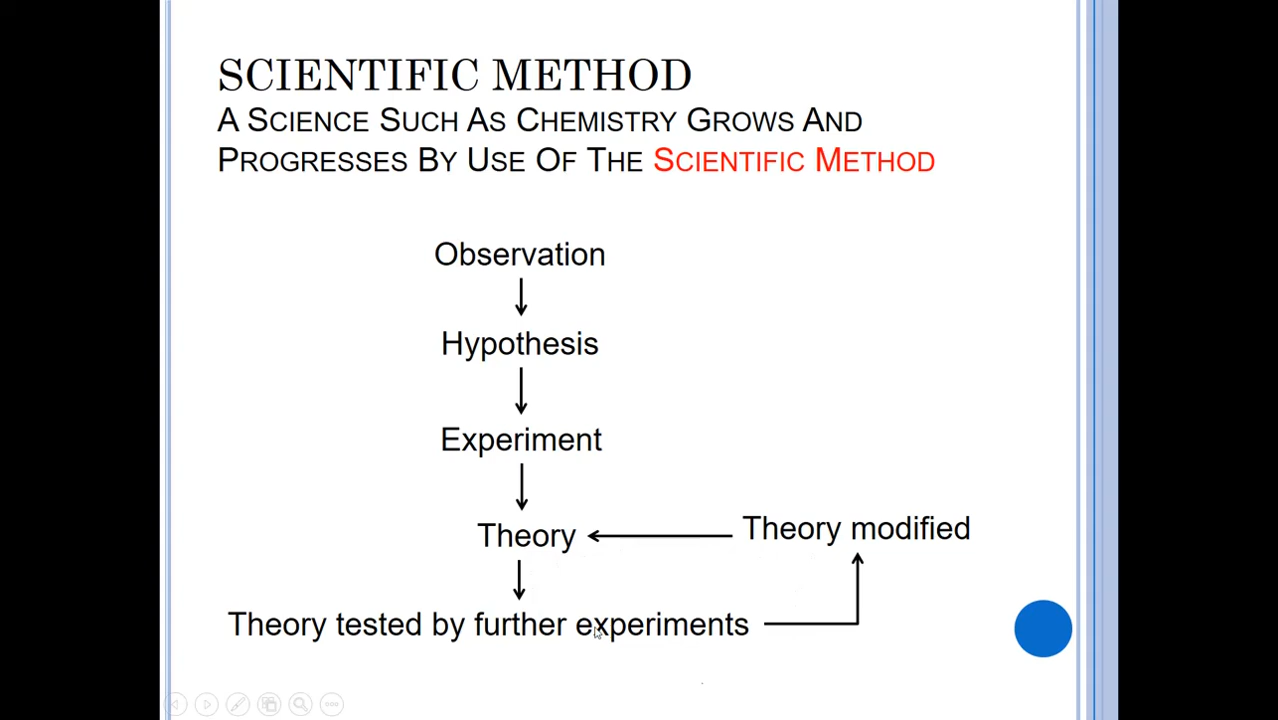 SCIENTIFIC METHOD
A SCIENCE SUCH AS CHEMISTRY GROWS AND
PROGRESSES BY USE OF THE SCIENTIFIC METHOD
Observation
Hypothesis
Experiment
Theory
Theory modified
Theory tested by further experiments